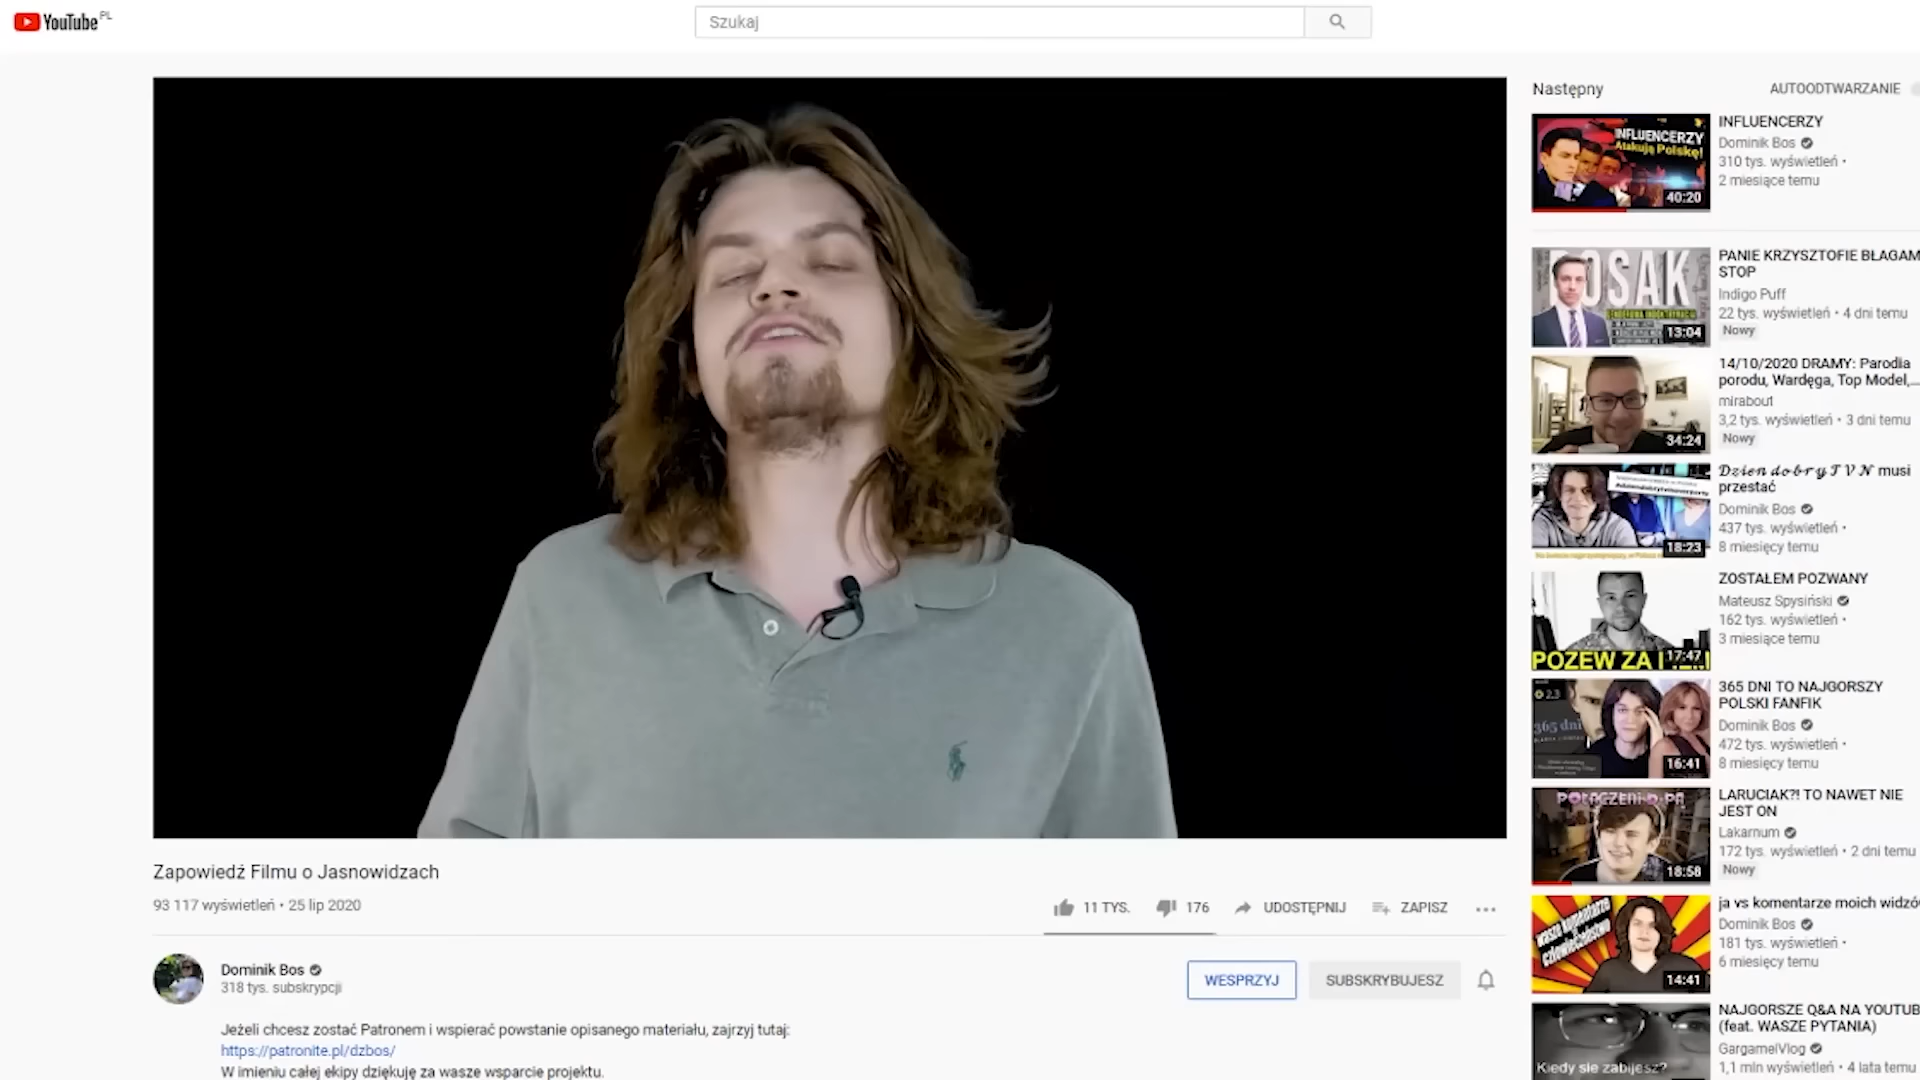 YouTube PL
Szukaj
Zapowiedź Filmu o Jasnowidzach
93 117 wyświetleń • 25 lip 2020
11 TYS.
176
UDOSTĘPNIJ
ZAPISZ
Dominik Bos
318 tys. subskrypcji
WESPRZYJ
SUBSKRYBUJESZ
Jeżeli chcesz zostać Patronem i wspierać powstanie opisanego materiału, zajrzyj tutaj:
https://patronite.pl/dzbos/
W imieniu całej ekipy dziękuję za wasze wsparcie projektu.
Następny
AUTOODTWARZANIE
INFLUENCERZY
Atakują Polskę!
40:20
INFLUENCERZY
Dominik Bos
310 tys. wyświetleń •
2 miesiące temu
BOSAK
13:04
PANIE KRZYSZTOFIE BŁAGAM
STOP
Indigo Puff
22 tys. wyświetleń • 4 dni temu
Nowy
34:24
14/10/2020 DRAMY: Parodia
porodu, Wardęga, Top Model,...
mirabout
3,2 tys. wyświetleń • 3 dni temu
Nowy
18:23
𝓓𝔃𝓲𝓮𝓷 𝓭𝓸𝓫𝓻𝔂 𝓣𝓥𝓝 musi
przestać
Dominik Bos
437 tys. wyświetleń •
8 miesięcy temu
POZEW ZA
17:47
ZOSTAŁEM POZWANY
Mateusz Spysiński
162 tys. wyświetleń •
3 miesiące temu
2.3
365 dni
16:41
365 DNI TO NAJGORSZY
POLSKI FANFIK
Dominik Bos
472 tys. wyświetleń •
8 miesięcy temu
18:58
LARUCIAK?! TO NAWET NIE
JEST ON
Lakarnum
172 tys. wyświetleń • 2 dni temu
Nowy
wasze komentarze
14:41
ja vs komentarze moich widzó
Dominik Bos
181 tys. wyświetleń •
6 miesięcy temu
Kiedy sie zabijesz?
NAJGORSZE Q&A NA YOUTUB
(feat. WASZE PYTANIA)
GargamelVlog
1,1 mln wyświetleń • 4 lata temu